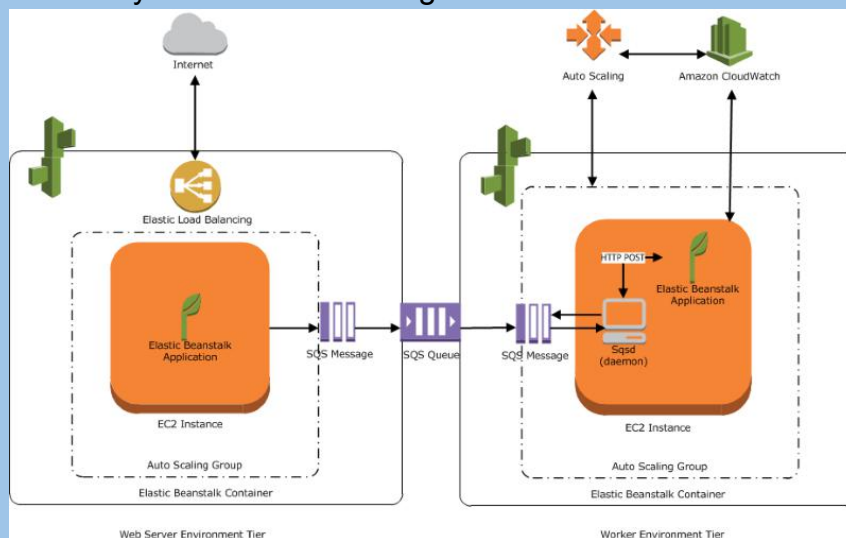 Internet
Auto Scaling
Amazon CloudWatch
Elastic Load Balancing
HTTP POST
Elastic Beanstalk
Application
Elastic Beanstalk
Application
SQS Message
SQS Queue
SQS Message
Sqsd
(daemon)
EC2 Instance
EC2 Instance
Auto Scaling Group
Auto Scaling Group
Elastic Beanstalk Container
Elastic Beanstalk Container
Web Server Environment Tier
Worker Environment Tier